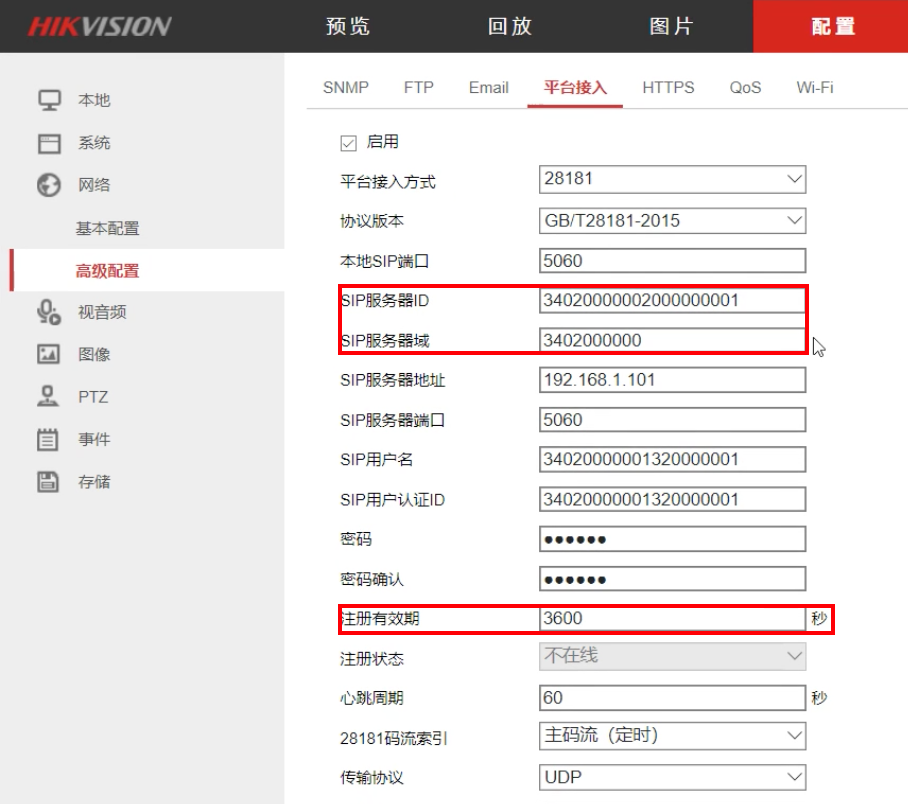 HIKVISION 预览 回放 图片 配置
本地
系统
网络
基本配置
高级配置
视音频
图像
PTZ
事件
存储
SNMP FTP Email 平台接入 HTTPS QoS Wi-Fi
启用
平台接入方式 28181
协议版本 GB/T28181-2015
本地SIP端口 5060
SIP服务器ID 34020000002000000001
SIP服务器域 3402000000
SIP服务器地址 192.168.1.101
SIP服务器端口 5060
SIP用户名 34020000001320000001
SIP用户认证ID 34020000001320000001
密码 ••••••
密码确认 ••••••
注册有效期 3600 秒
注册状态 不在线
心跳周期 60 秒
28181码流索引 主码流（定时）
传输协议 UDP